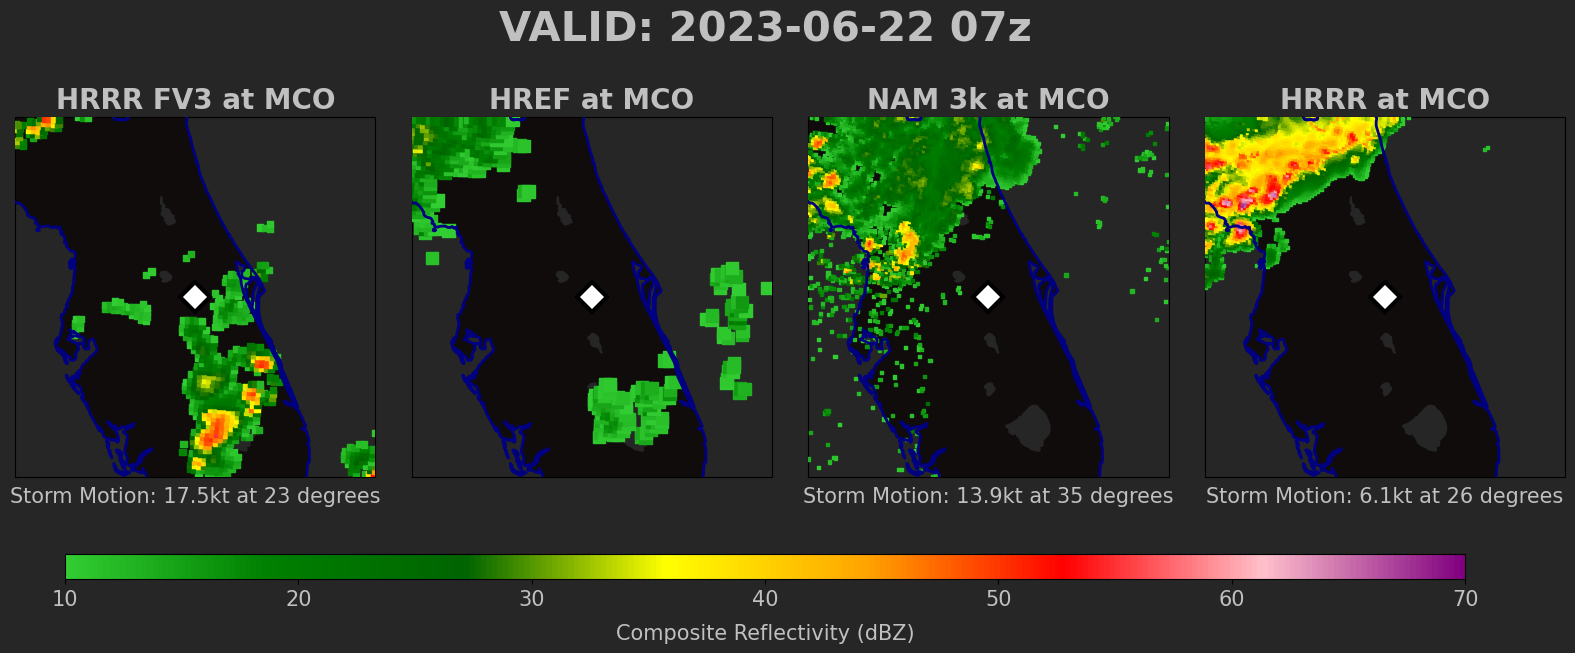 VALID: 2023-06-22 07z
HRRR FV3 at MCO
HREF at MCO
NAM 3k at MCO
HRRR at MCO
Storm Motion: 17.5kt at 23 degrees
Storm Motion: 13.9kt at 35 degrees
Storm Motion: 6.1kt at 26 degrees
10 20 30 40 50 60 70
Composite Reflectivity (dBZ)